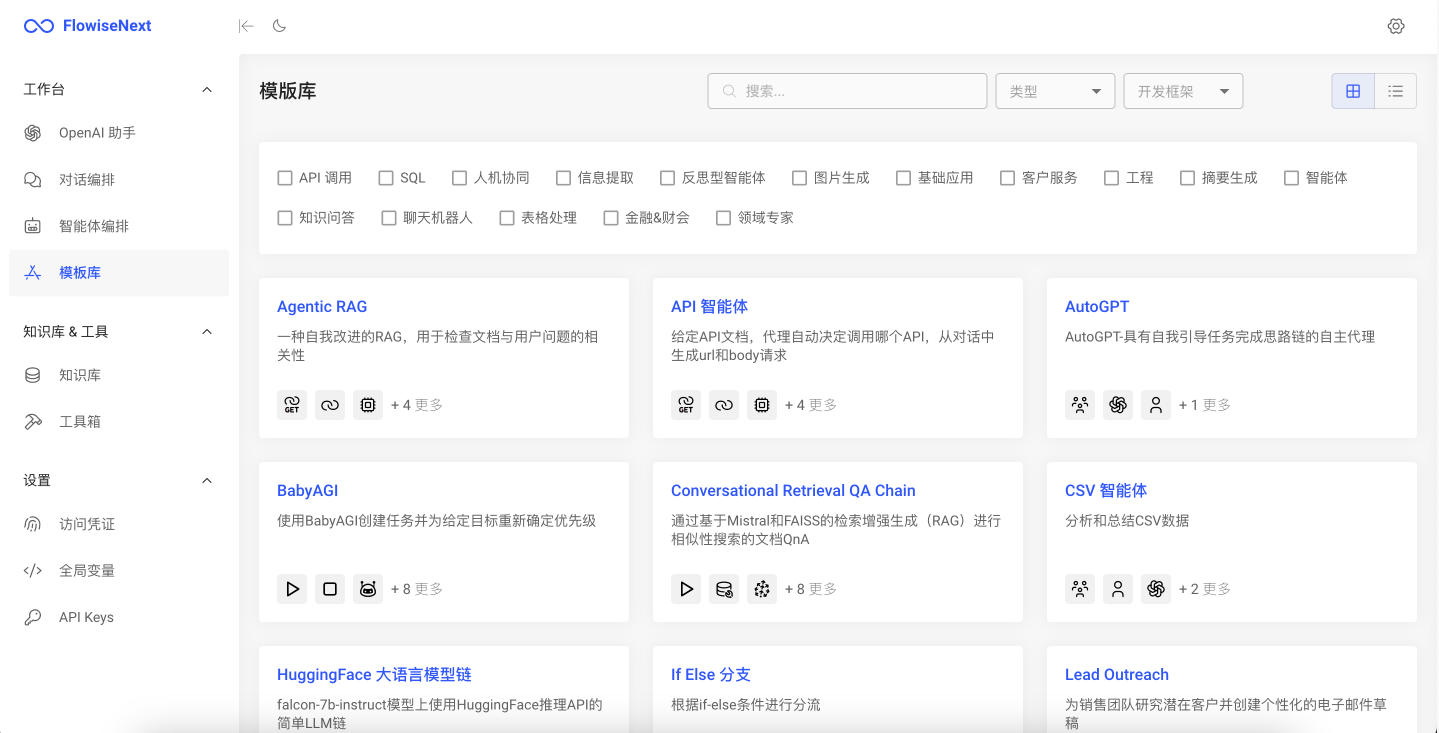 FlowiseNext
工作台
OpenAI 助手
对话编排
智能体编排
模板库
知识库 & 工具
知识库
工具箱
设置
访问凭证
全局变量
API Keys
模版库
搜索...
类型
开发框架
API 调用 SQL 人机协同 信息提取 反思型智能体 图片生成 基础应用 客户服务 工程 摘要生成 智能体
知识问答 聊天机器人 表格处理 金融&财会 领域专家
Agentic RAG
一种自我改进的RAG，用于检查文档与用户问题的相
关性
GET
+ 4 更多
API 智能体
给定API文档，代理自动决定调用哪个API，从对话中
生成url和body请求
GET
+ 4 更多
AutoGPT
AutoGPT-具有自我引导任务完成思路链的自主代理
+ 1 更多
BabyAGI
使用BabyAGI创建任务并为给定目标重新确定优先级
+ 8 更多
Conversational Retrieval QA Chain
通过基于Mistral和FAISS的检索增强生成（RAG）进行
相似性搜索的文档QnA
+ 8 更多
CSV 智能体
分析和总结CSV数据
+ 2 更多
HuggingFace 大语言模型链
falcon-7b-instruct模型上使用HuggingFace推理API的
简单LLM链
If Else 分支
根据if-else条件进行分流
Lead Outreach
为销售团队研究潜在客户并创建个性化的电子邮件草
稿